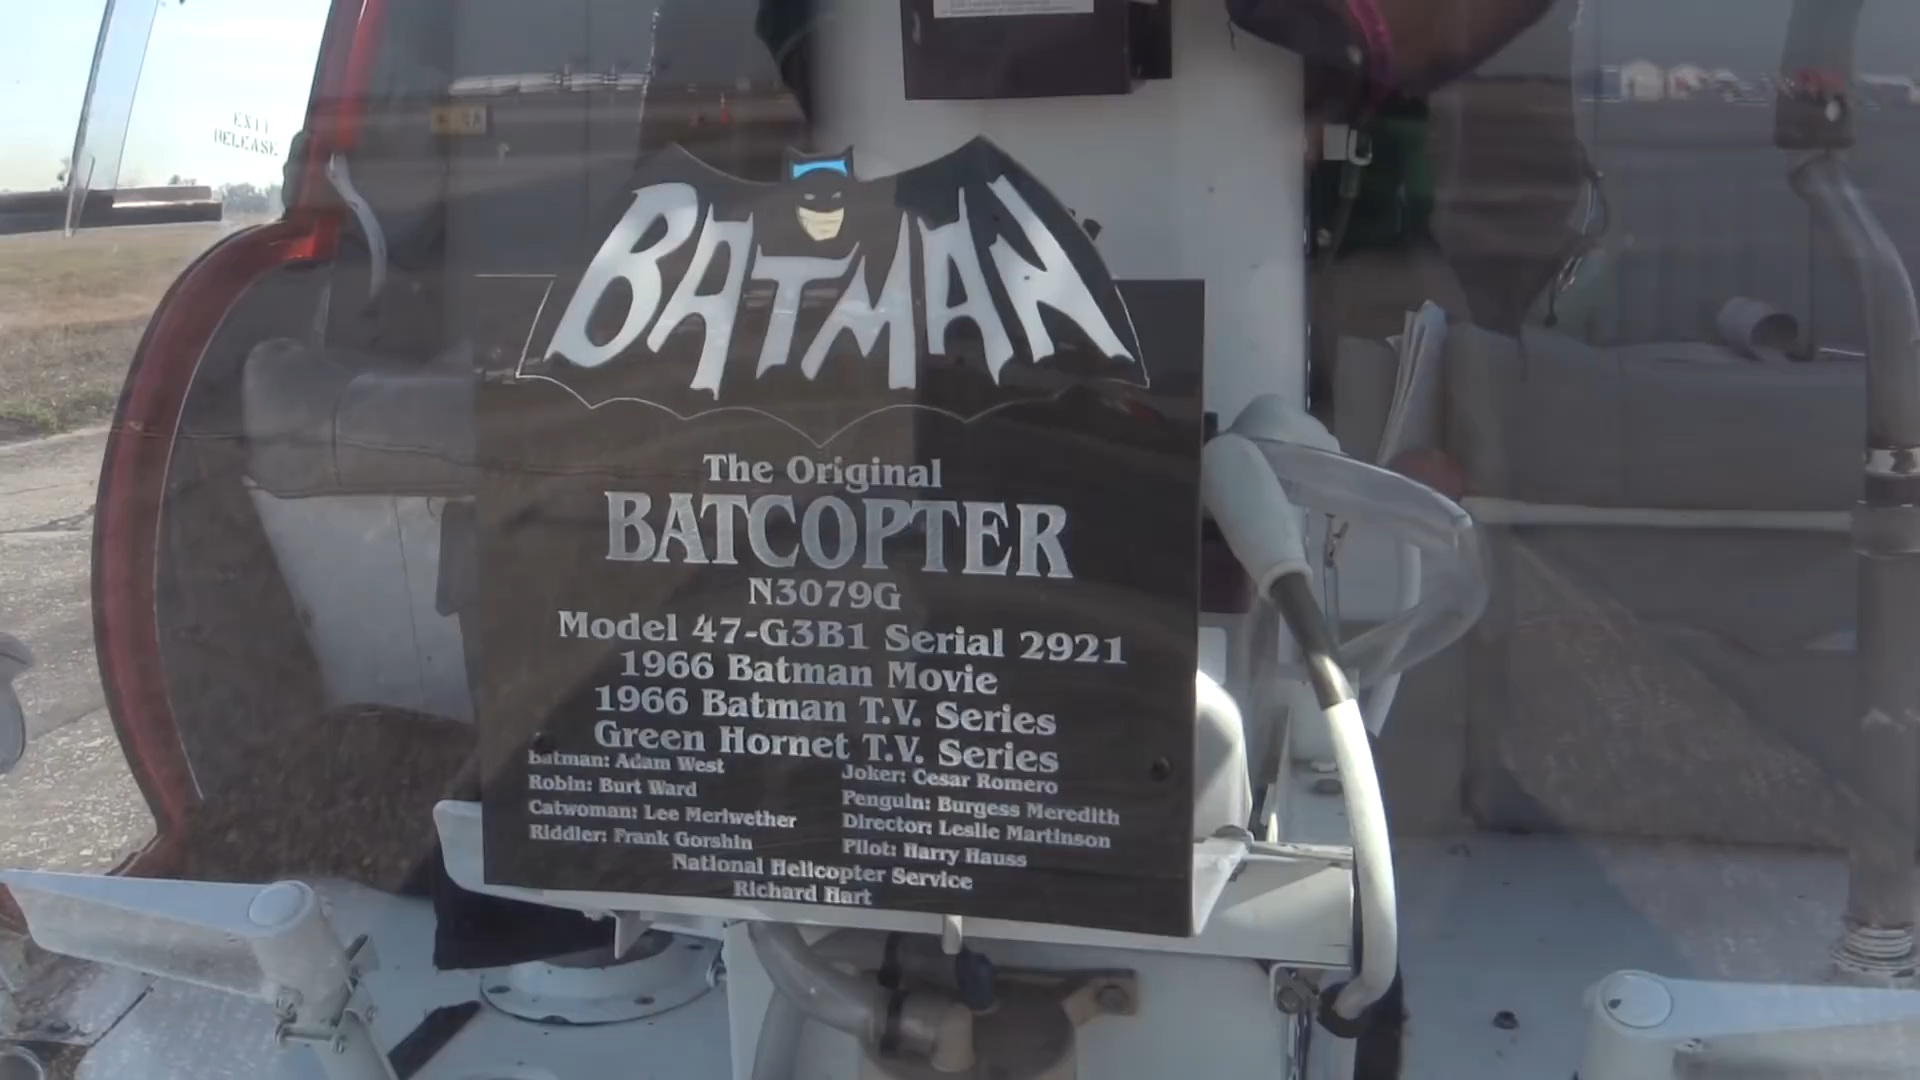 EXIT
RELEASE
BATMAN
The Original
BATCOPTER
N3079G
Model 47-G3B1 Serial 2921
1966 Batman Movie
1966 Batman T.V. Series
Green Hornet T.V. Series
Batman: Adam West
Robin: Burt Ward
Catwoman: Lee Meriwether
Riddler: Frank Gorshin
Joker: Cesar Romero
Penguin: Burgess Meredith
Director: Leslie Martinson
Pilot: Harry Hauss
National Helicopter Service
Richard Hart